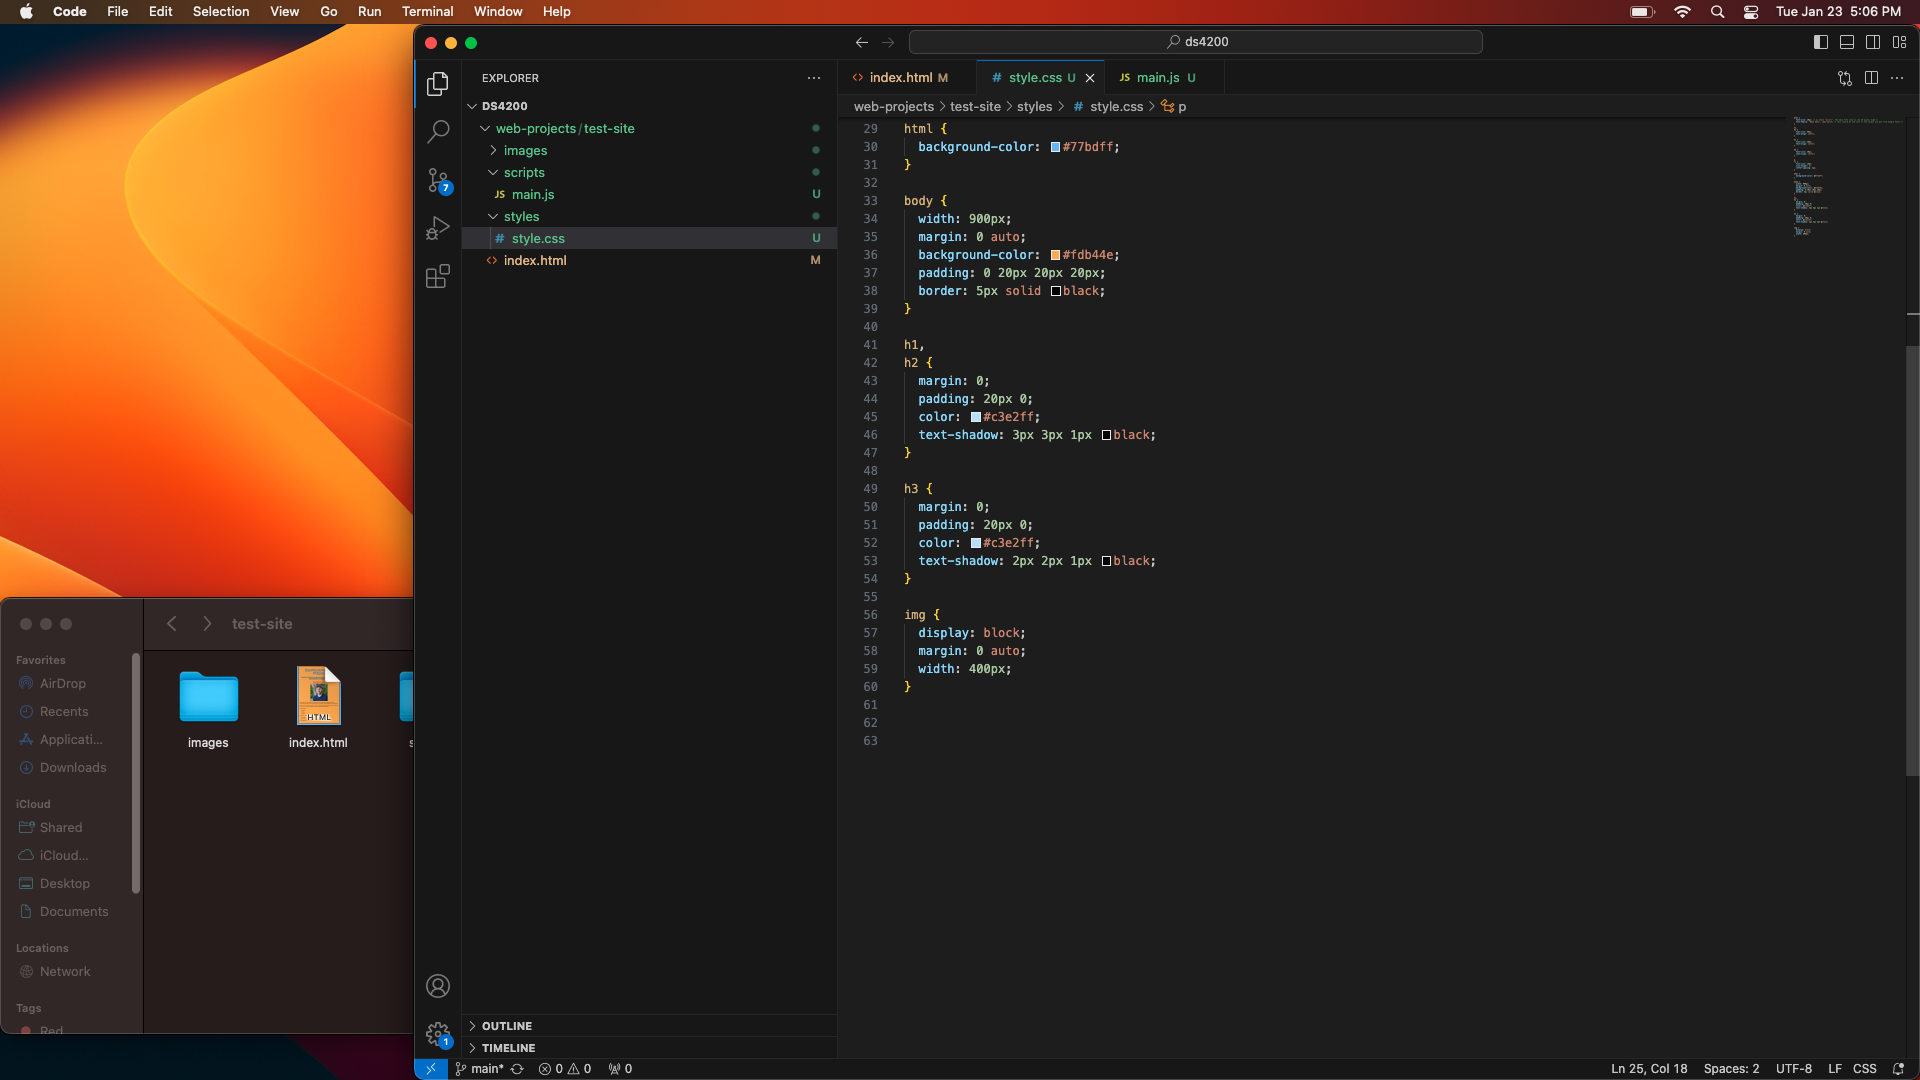 Code File Edit Selection View Go Run Terminal Window Help
Tue Jan 23 5:06 PM
ds4200
EXPLORER
DS4200
web-projects/test-site
images
scripts
JS main.js U
styles
# style.css U
<> index.html M
OUTLINE
TIMELINE
7
1
<> index.html M
# style.css U
JS main.js U
web-projects > test-site > styles > # style.css > p
29 html {
30 background-color: #77bdff;
31 }
32
33 body {
34 width: 900px;
35 margin: 0 auto;
36 background-color: #fdb44e;
37 padding: 0 20px 20px 20px;
38 border: 5px solid black;
39 }
40
41 h1,
42 h2 {
43 margin: 0;
44 padding: 20px 0;
45 color: #c3e2ff;
46 text-shadow: 3px 3px 1px black;
47 }
48
49 h3 {
50 margin: 0;
51 padding: 20px 0;
52 color: #c3e2ff;
53 text-shadow: 2px 2px 1px black;
54 }
55
56 img {
57 display: block;
58 margin: 0 auto;
59 width: 400px;
60 }
61
62
63
test-site
Favorites
AirDrop
Recents
Applicati...
Downloads
iCloud
Shared
iCloud...
Desktop
Documents
Locations
Network
Tags
Red
images
HTML
index.html
s
main* 0 0 0
Ln 25, Col 18 Spaces: 2 UTF-8 LF CSS